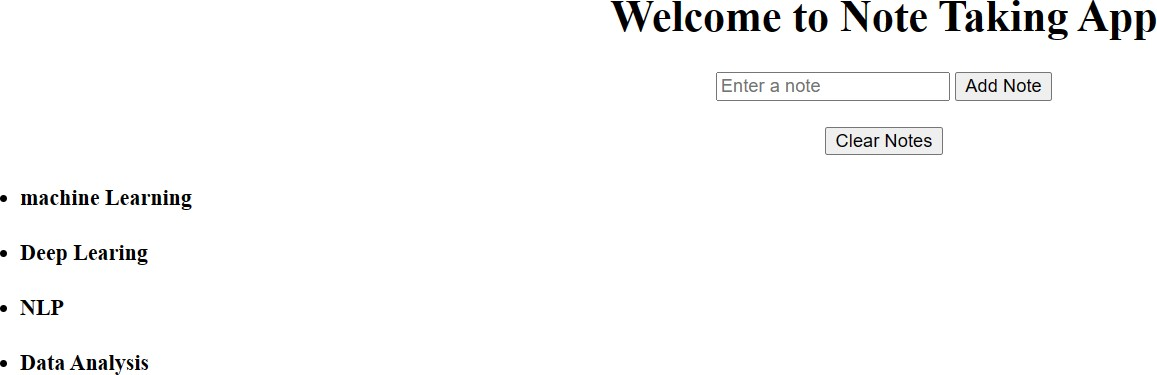 Welcome to Note Taking App
Enter a note Add Note
Clear Notes
machine Learning
Deep Learing
NLP
Data Analysis